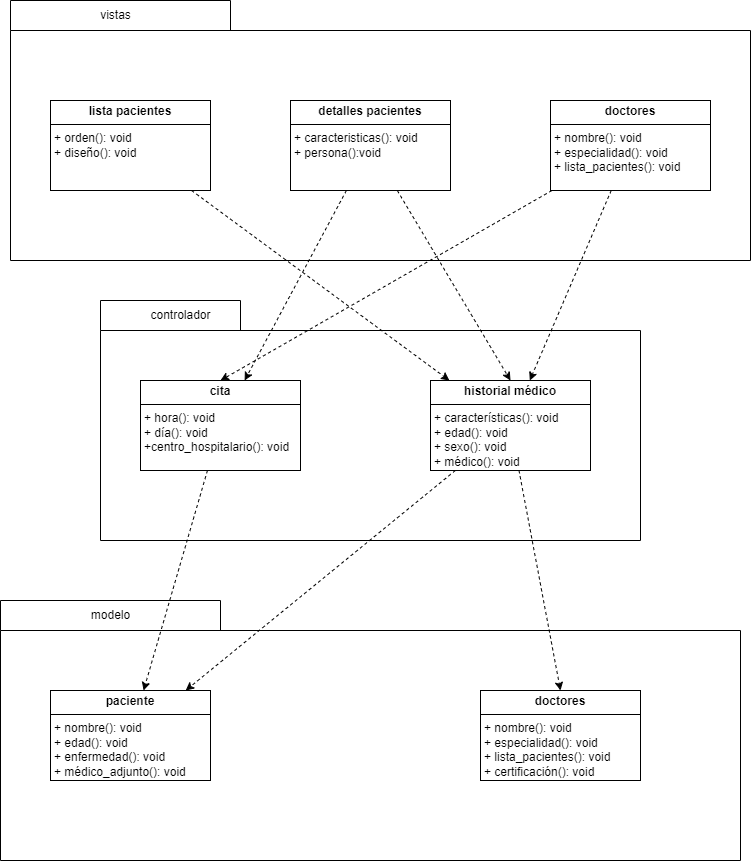 vistas
lista pacientes
+ orden(): void
+ diseño(): void
detalles pacientes
+ caracteristicas(): void
+ persona():void
doctores
+ nombre(): void
+ especialidad(): void
+ lista_pacientes(): void
controlador
cita
+ hora(): void
+ día(): void
+centro_hospitalario(): void
historial médico
+ características(): void
+ edad(): void
+ sexo(): void
+ médico(): void
modelo
paciente
+ nombre(): void
+ edad(): void
+ enfermedad(): void
+ médico_adjunto(): void
doctores
+ nombre(): void
+ especialidad(): void
+ lista_pacientes(): void
+ certificación(): void